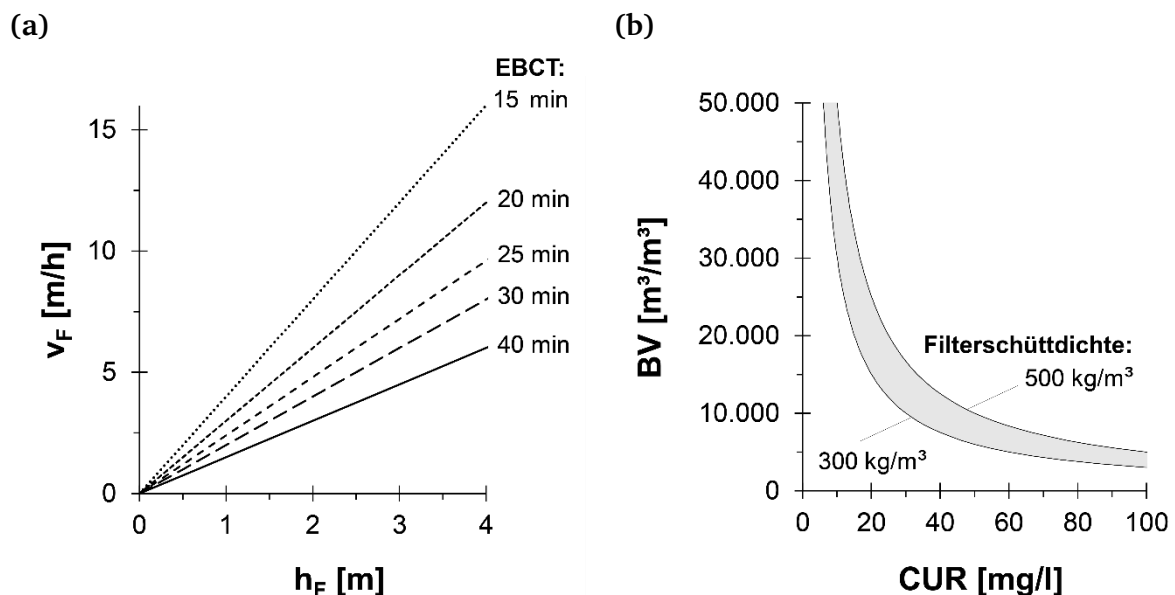 (a)
EBCT:
15 min
20 min
25 min
30 min
40 min
15
10
5
0
v_F [m/h]
0 1 2 3 4
h_F [m]
(b)
50.000
40.000
30.000
20.000
10.000
0
BV [m³/m³]
Filterschüttdichte:
500 kg/m³
300 kg/m³
0 20 40 60 80 100
CUR [mg/l]